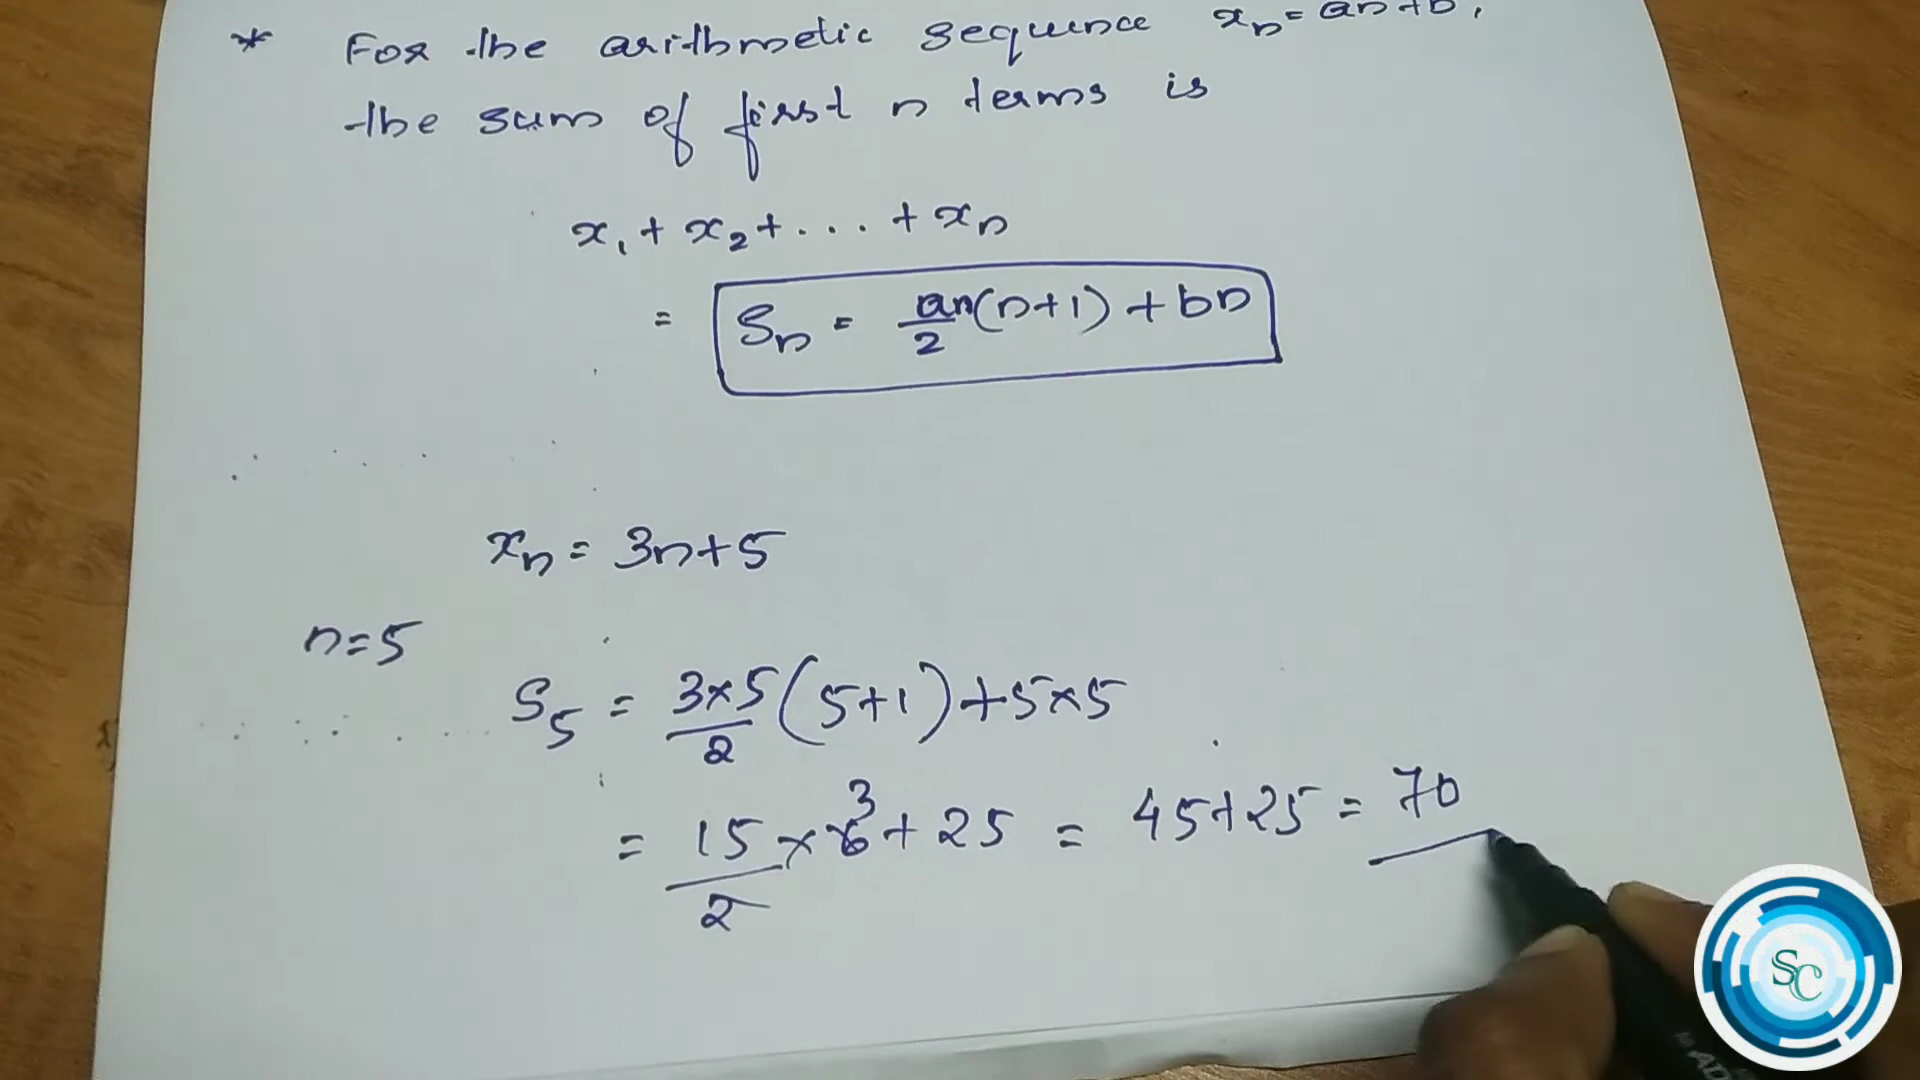 * For the arithmetic sequence xₙ = an+b,
the sum of first n terms is
x₁ + x₂ + ... + xₙ
= Sₙ = an/2 (n+1) + bn
xₙ = 3n+5
n=5
S₅ = 3×5/2 (5+1) + 5×5
= 15/2 × 6 3 + 25 = 45+25 = 70
SC